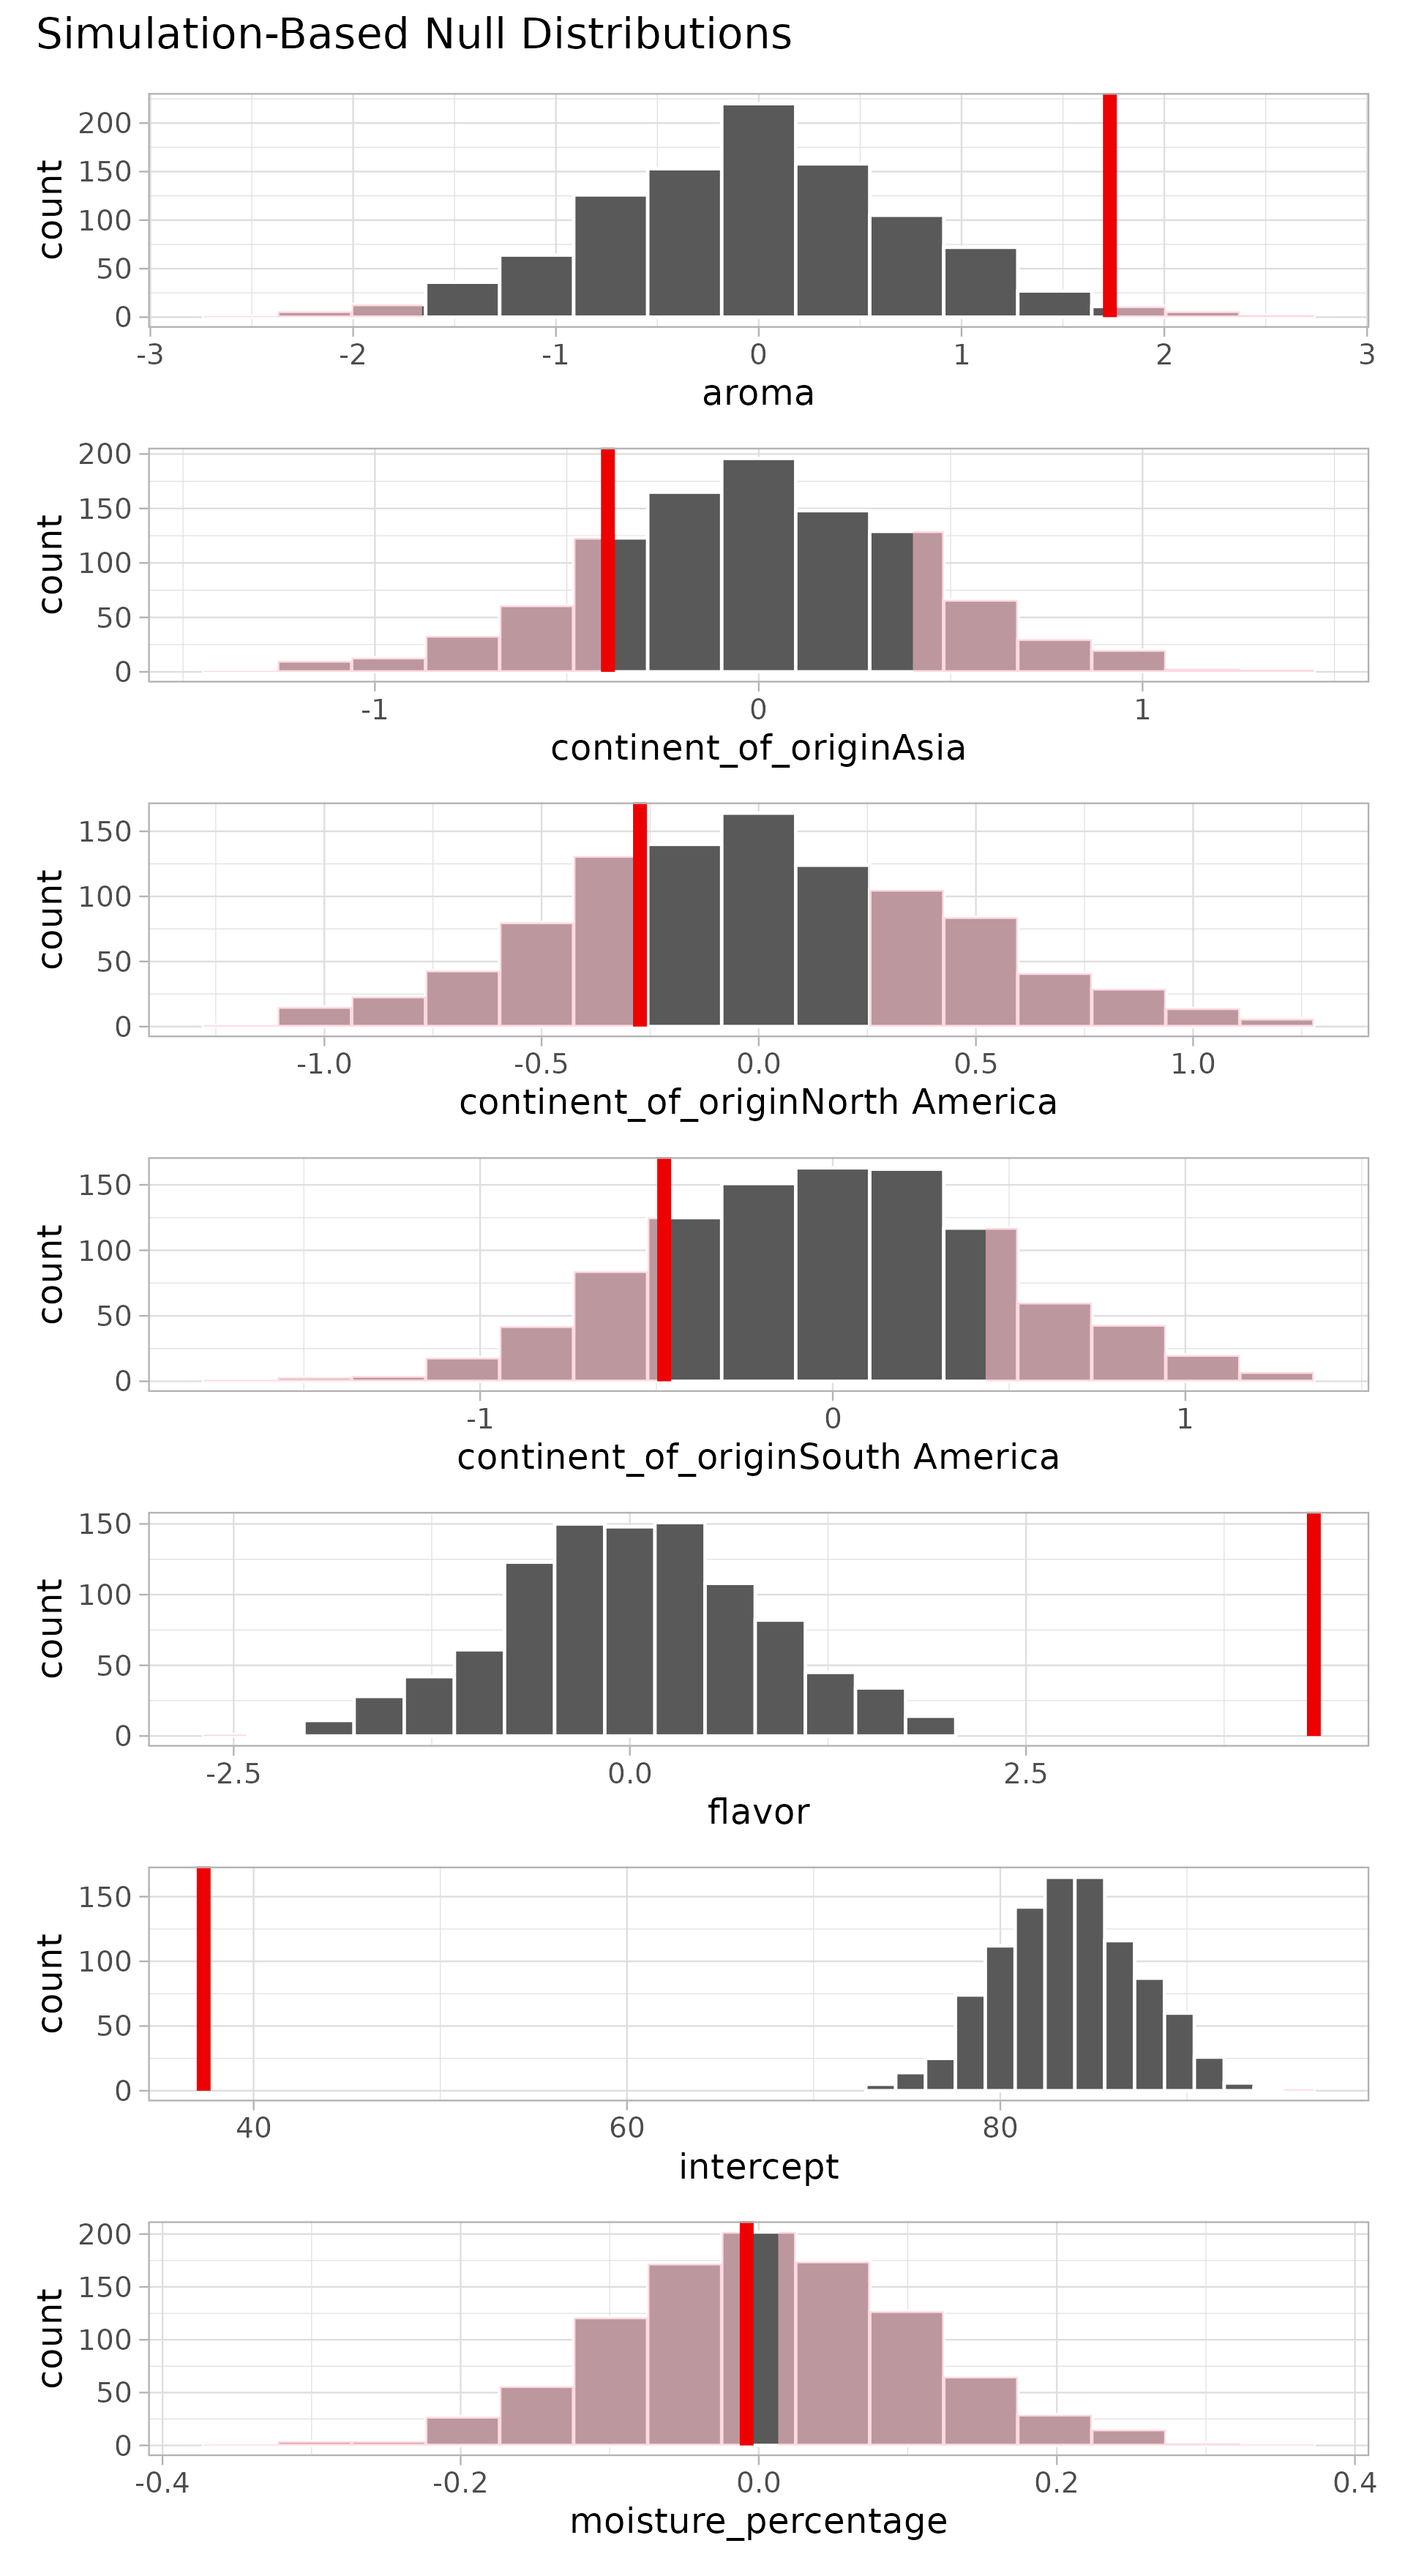 Simulation-Based Null Distributions
count
200
150
100
50
0
-3 -2 -1 0 1 2 3
aroma
count
200
150
100
50
0
-1 0 1
continent_of_originAsia
count
150
100
50
0
-1.0 -0.5 0.0 0.5 1.0
continent_of_originNorth America
count
150
100
50
0
-1 0 1
continent_of_originSouth America
count
150
100
50
0
-2.5 0.0 2.5
flavor
count
150
100
50
0
40 60 80
intercept
count
200
150
100
50
0
-0.4 -0.2 0.0 0.2 0.4
moisture_percentage